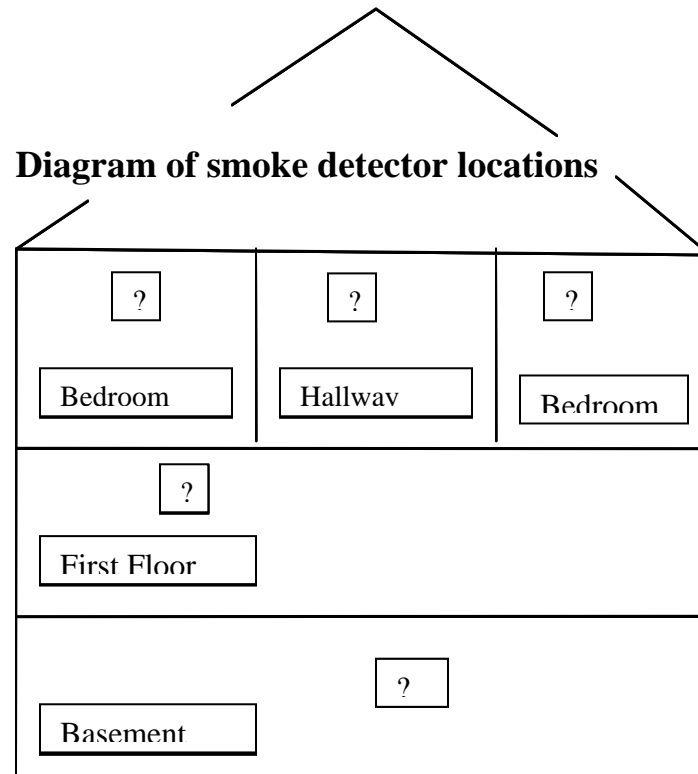 Diagram of smoke detector locations
? ? ?
Bedroom Hallway Bedroom
?
First Floor
?
Basement